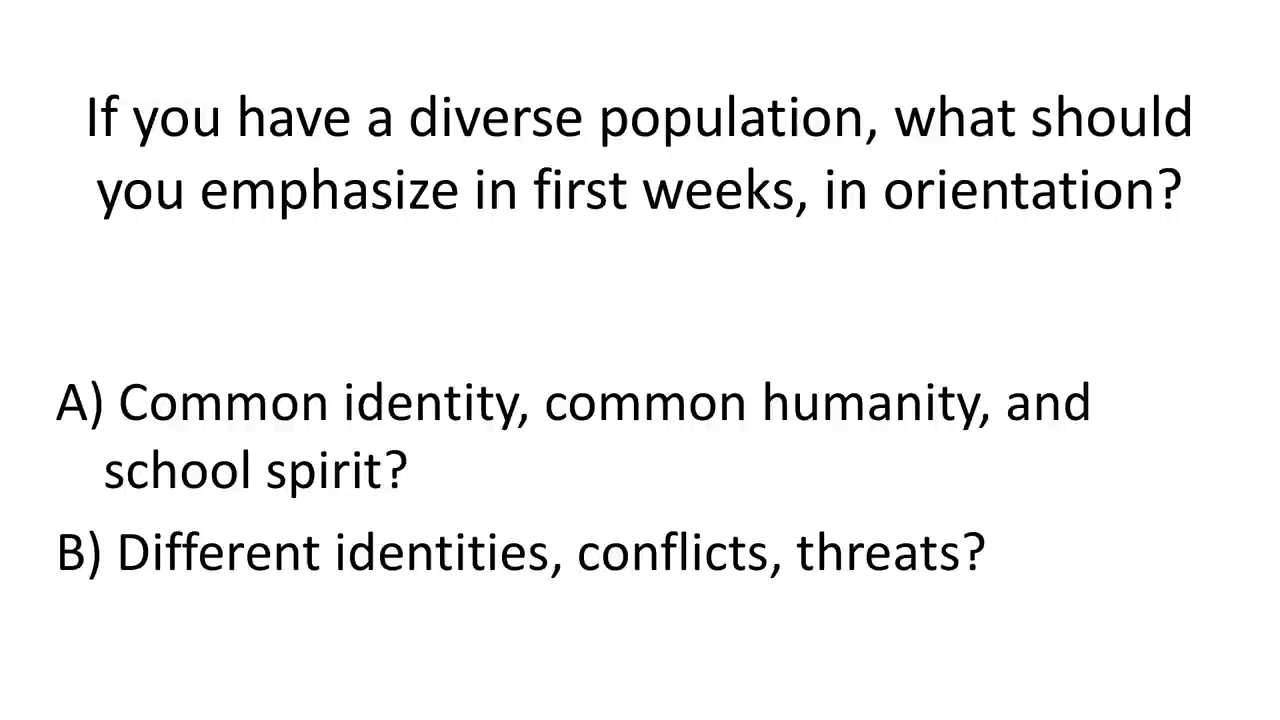 If you have a diverse population, what should
you emphasize in first weeks, in orientation?
A) Common identity, common humanity, and
school spirit?
B) Different identities, conflicts, threats?